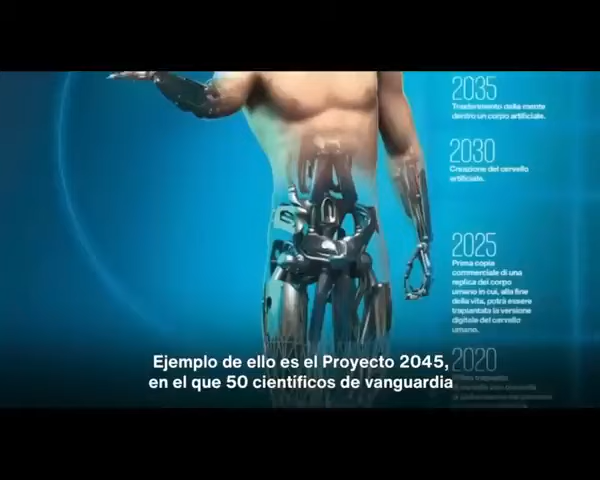 2035
Trasferimento della mente
dentro un corpo artificiale.
2030
Creazione del cervello
artificiale.
2025
Prima copia
commerciale di una
replica del corpo
umano in cui, alla fine
della vita, potrà essere
trapiantata la versione
digitale del cervello
umano.
2020
Ejemplo de ello es el Proyecto 2045,
en el que 50 científicos de vanguardia